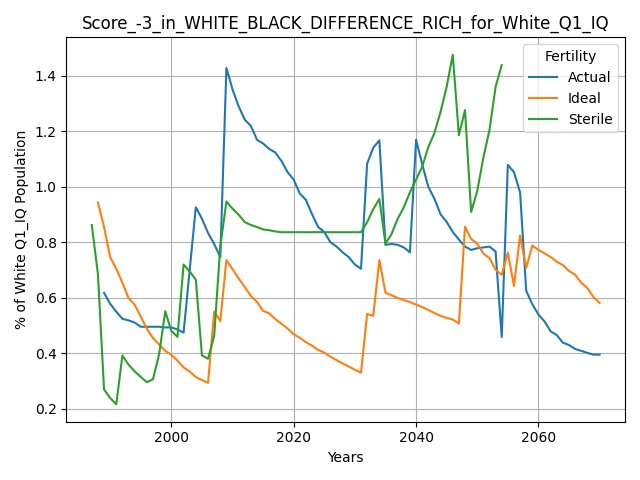 Score_-3_in_WHITE_BLACK_DIFFERENCE_RICH_for_White_Q1_IQ
Fertility
Actual
Ideal
Sterile
% of White Q1_IQ Population
1.4
1.2
1.0
0.8
0.6
0.4
0.2
2000
2020
2040
2060
Years